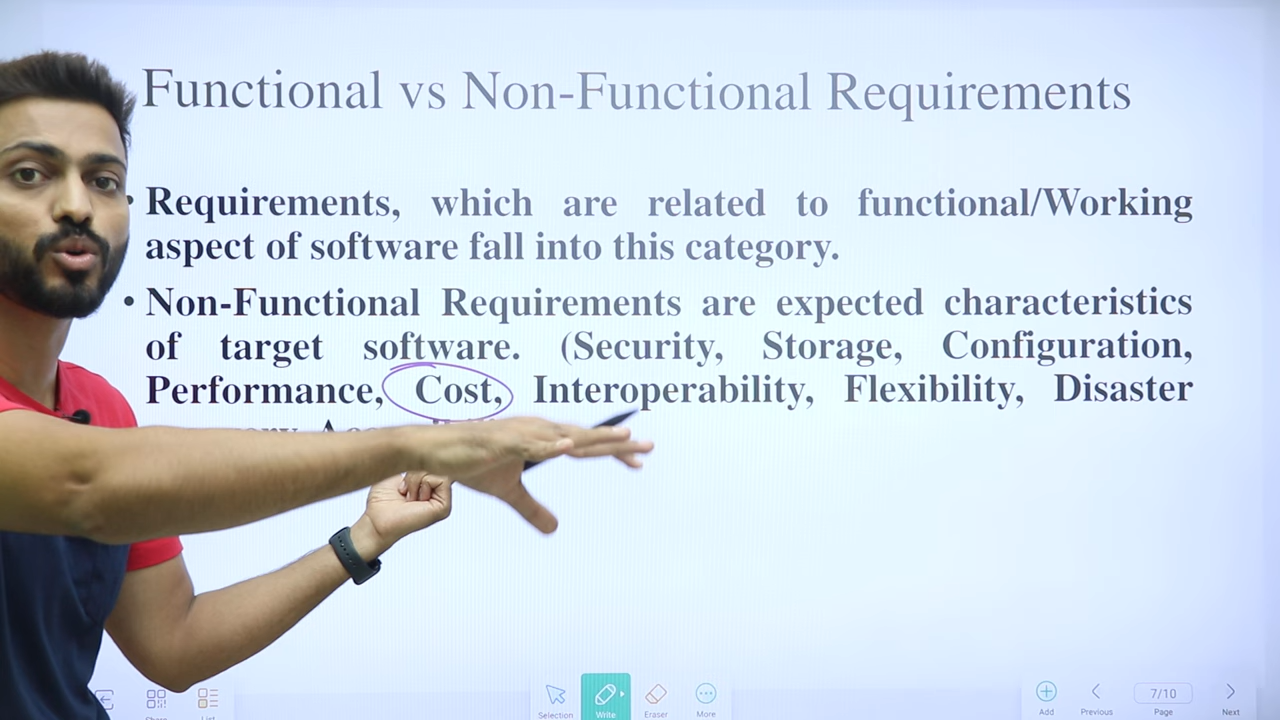 Functional vs Non-Functional Requirements
• Requirements, which are related to functional/Working
aspect of software fall into this category.
• Non-Functional Requirements are expected characteristics
of target software. (Security, Storage, Configuration,
Performance, Cost, Interoperability, Flexibility, Disaster
Selection Write Eraser More
Add Previous 7/10 Page Next